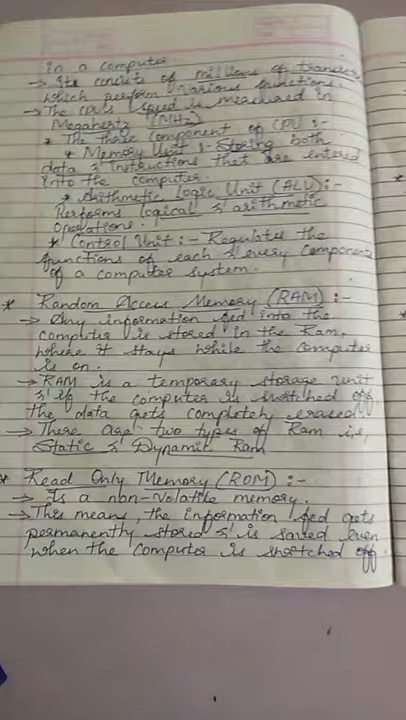 in a computer.
→ It consists of millions of
which perform various functions.
→ The CPU's speed is measured in
Megahertz (MHz)
* The three component of CPU :-
* Memory Unit :- Storing both
data & instructions that are entered
into the computer.
* Arithmetic Logic Unit (ALU) :-
Performs logical & arithmetic
operations.
* Control Unit :- Regulates the
functions of each & every component
of a computer system.
* Random Access Memory (RAM) :-
→ Any information fed into the
computer is stored in the Ram,
where it stays while the computer
is on.
→ RAM is a temporary storage unit
& if the computer is switched off
the data gets completely erased
→ There are two types of Ram i.e,
Static & Dynamic Ram
* Read Only Memory (ROM) :-
→ Is a non-volatile memory.
→ This means, the information fed gets
permanently stored & is saved even
when the computer is switched off